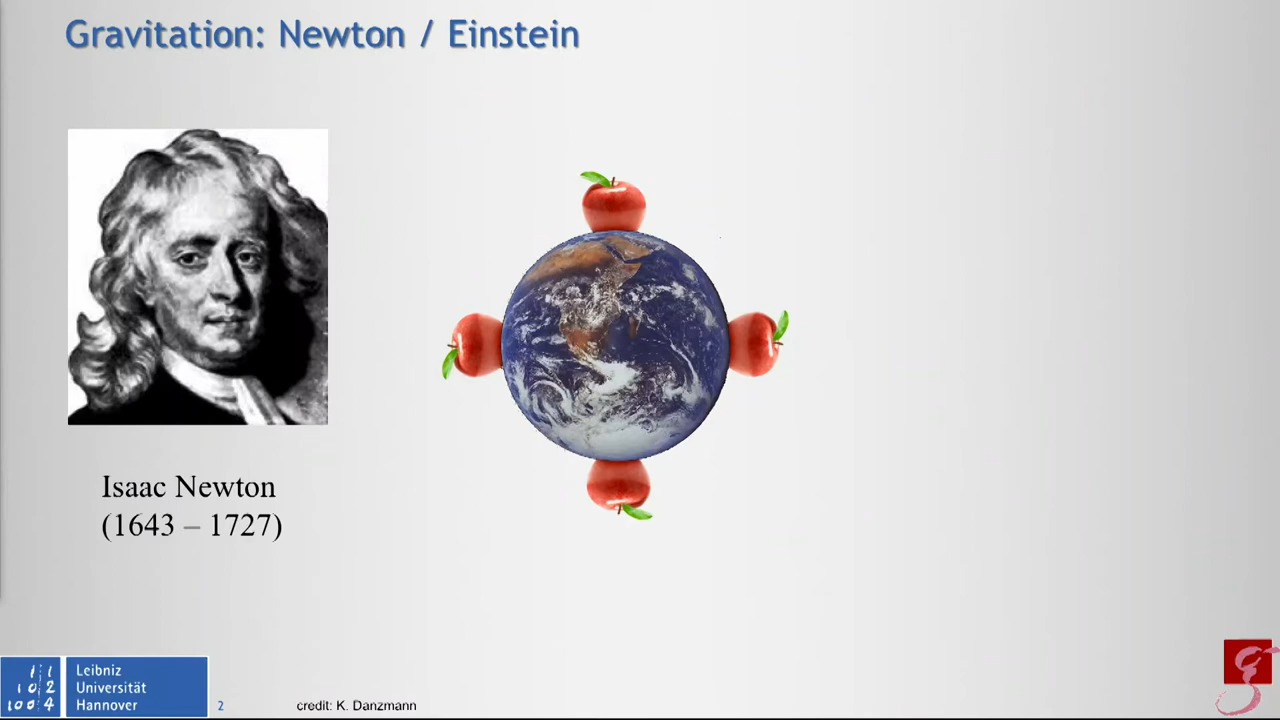 Gravitation: Newton / Einstein
Isaac Newton
(1643 – 1727)
Leibniz
Universität
Hannover
2
credit: K. Danzmann